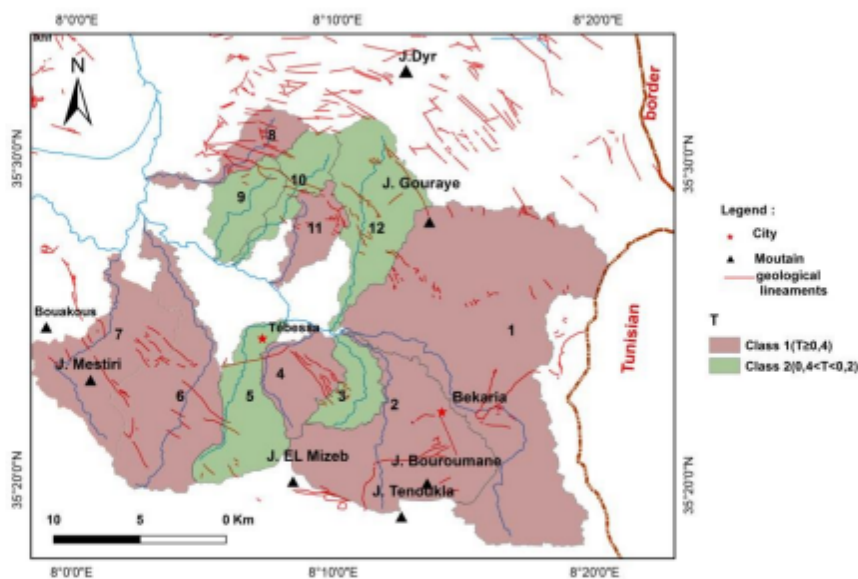 8°0'0"E 8°10'0"E 8°20'0"E
N
J.Dyr
border
35°30'0"N
35°30'0"N
8
10
9
J. Gouraye
11
12
Legend :
City
Moutain
geological
lineaments
Bouakous
7
Tébessa
1
Tunisian
T
Class 1(T≥0,4)
Class 2(0,4<T<0,2)
J. Mestiri
4
6
5
3
2
Bekaria
J. EL Mizeb
J. Bouroumane
J. Tenoukla
35°20'0"N
35°20'0"N
10 5 0 Km
8°0'0"E 8°10'0"E 8°20'0"E